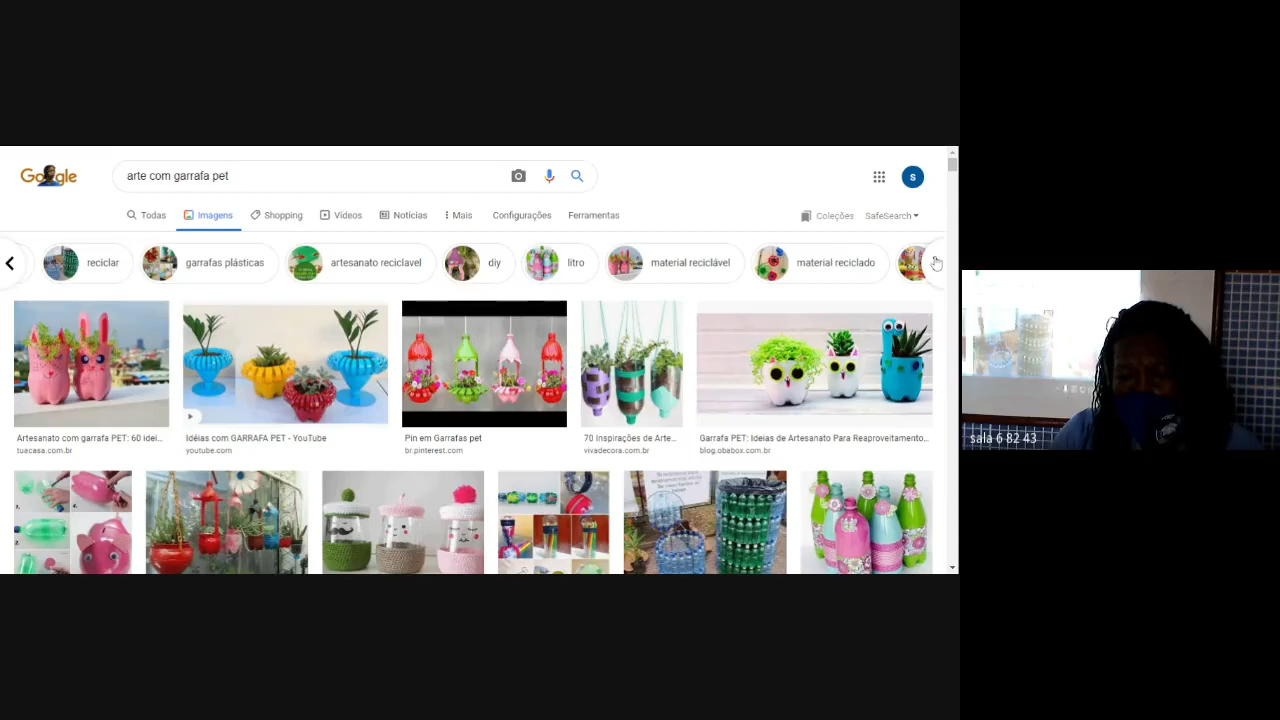 Google
arte com garrafa pet
s
Todas Imagens Shopping Vídeos Notícias Mais Configurações Ferramentas Coleções SafeSearch
reciclar garrafas plásticas artesanato reciclavel diy litro material reciclável material reciclado
Artesanato com garrafa PET: 60 idei...
tuacasa.com.br
Idéias com GARRAFA PET - YouTube
youtube.com
Pin em Garrafas pet
br.pinterest.com
70 Inspirações de Arte...
vivadecora.com.br
Garrafa PET: Ideias de Artesanato Para Reaproveitamento...
blog.obabox.com.br
sala 6 82 43